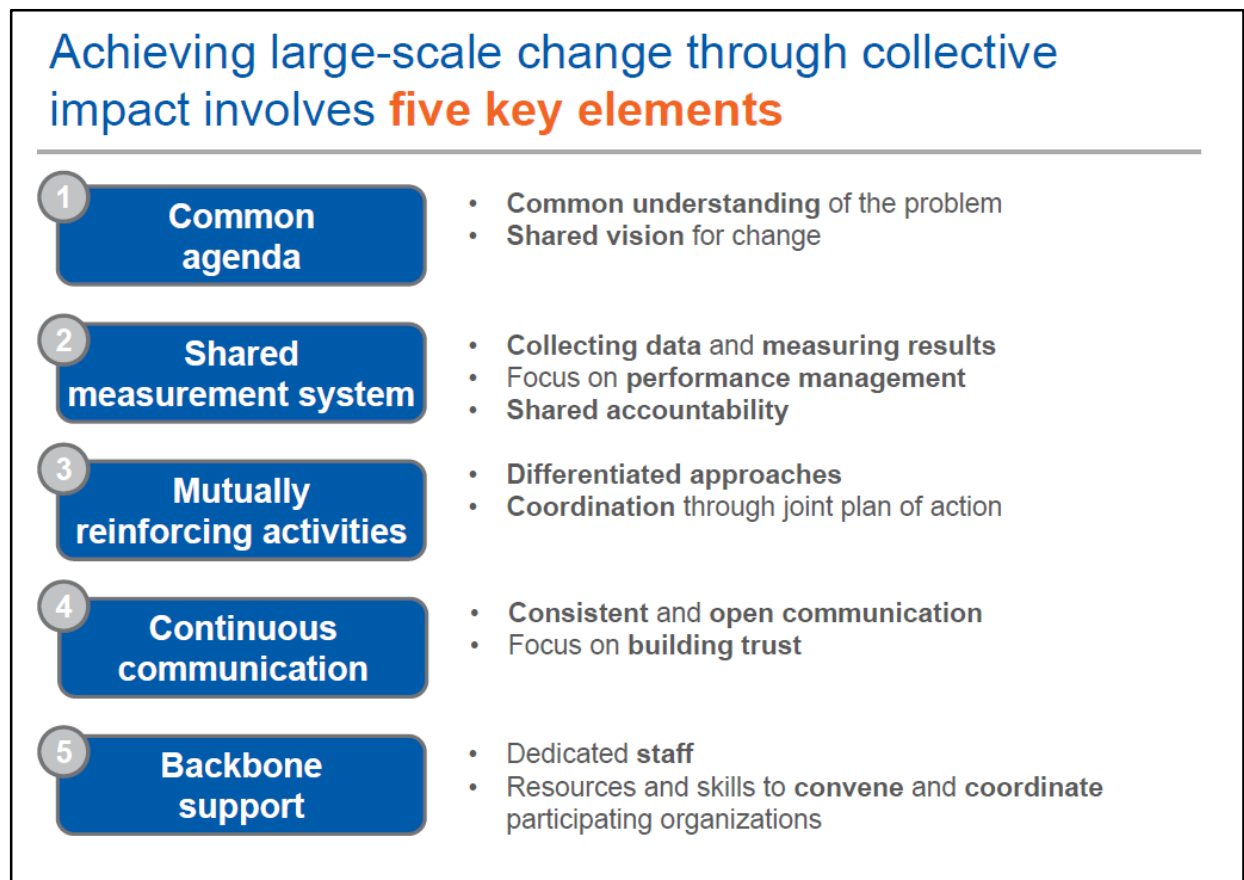 Achieving large-scale change through collective
impact involves five key elements
1
Common
agenda
• Common understanding of the problem
• Shared vision for change
2
Shared
measurement system
• Collecting data and measuring results
• Focus on performance management
• Shared accountability
3
Mutually
reinforcing activities
• Differentiated approaches
• Coordination through joint plan of action
4
Continuous
communication
• Consistent and open communication
• Focus on building trust
5
Backbone
support
• Dedicated staff
• Resources and skills to convene and coordinate
participating organizations